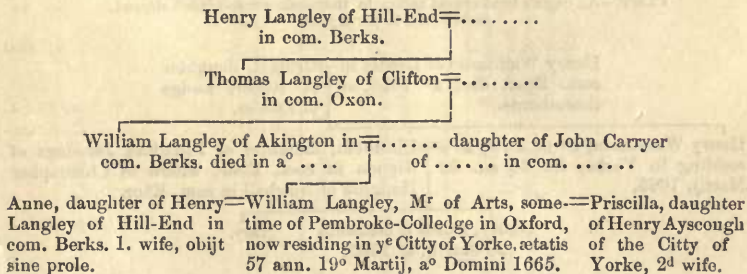 Henry Langley of Hill-End=........
in com. Berks.
Thomas Langley of Clifton=........
in com. Oxon.
William Langley of Akington in=...... daughter of John Carryer
com. Berks. died in aº .... of ...... in com. ......
Anne, daughter of Henry=William Langley, Mr of Arts, some-=Priscilla, daughter
Langley of Hill-End in time of Pembroke-Colledge in Oxford, of Henry Ayscough
com. Berks. 1. wife, obijt now residing in ye Citty of Yorke, ætatis of the Citty of
sine prole. 57 ann. 19º Martij, aº Domini 1665. Yorke, 2d wife.